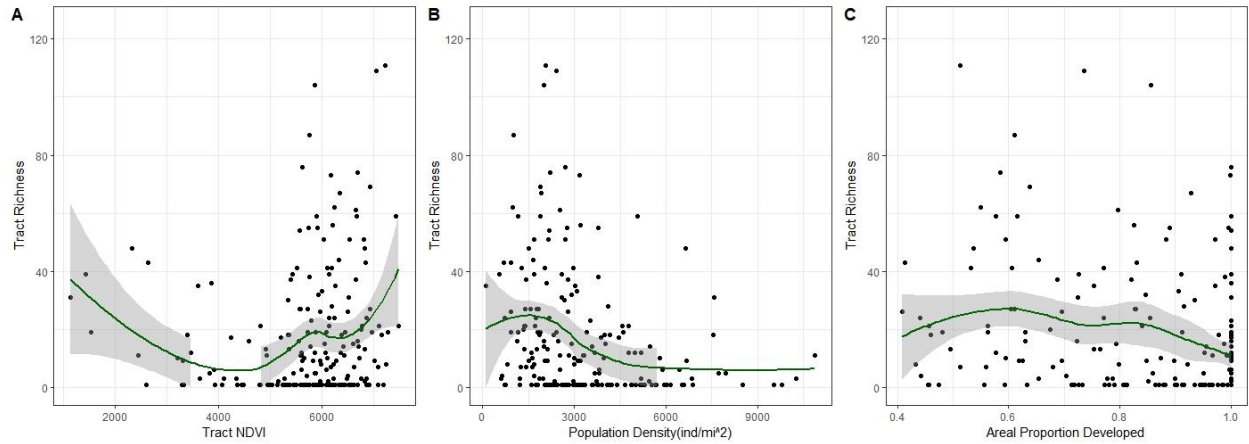 A
120
80
40
0
Tract Richness
2000
4000
6000
Tract NDVI
B
120
80
40
0
Tract Richness
0
3000
6000
9000
Population Density(ind/mi^2)
C
120
80
40
0
Tract Richness
0.4
0.6
0.8
1.0
Areal Proportion Developed